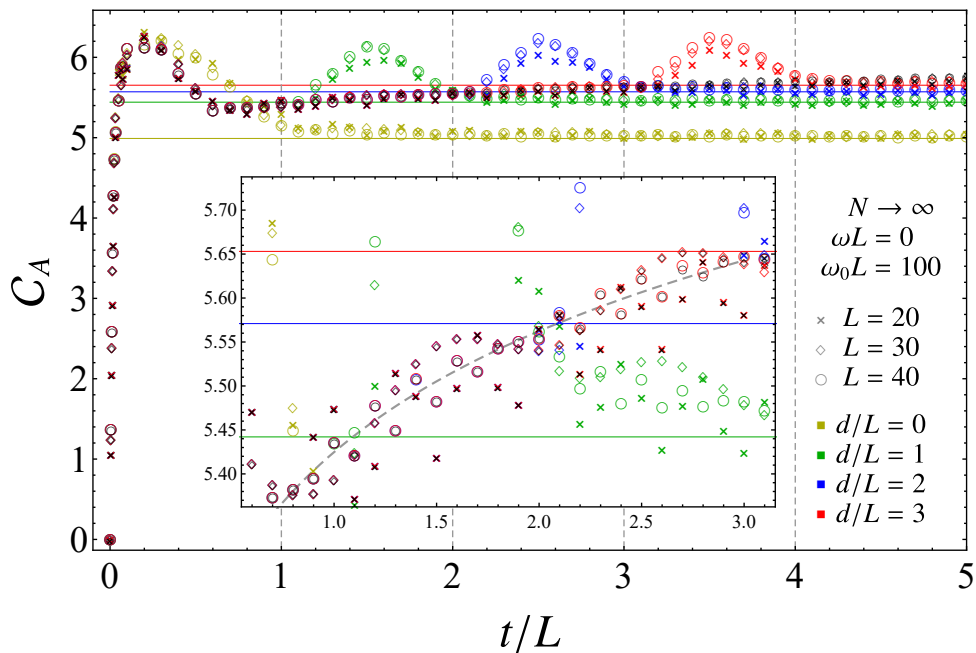 C_A
6
5
4
3
2
1
0
0 1 2 3 4 5
t/L
5.70
5.65
5.60
5.55
5.50
5.45
5.40
1.0 1.5 2.0 2.5 3.0
N → ∞
ωL = 0
ω₀L = 100
× L = 20
◇ L = 30
○ L = 40
■ d/L = 0
■ d/L = 1
■ d/L = 2
■ d/L = 3